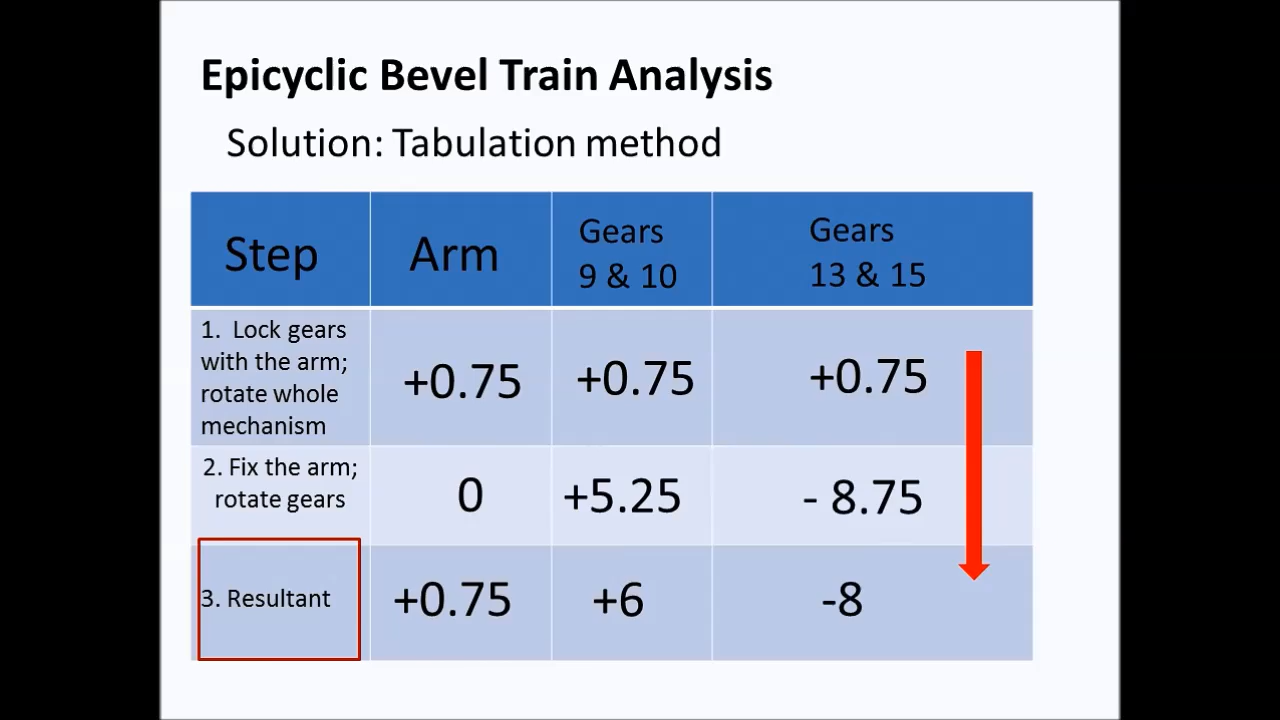 Epicyclic Bevel Train Analysis
Solution: Tabulation method
Step
Arm
Gears
9 & 10
Gears
13 & 15
1. Lock gears
with the arm;
rotate whole
mechanism
+0.75
+0.75
+0.75
2. Fix the arm;
rotate gears
0
+5.25
- 8.75
3. Resultant
+0.75
+6
-8